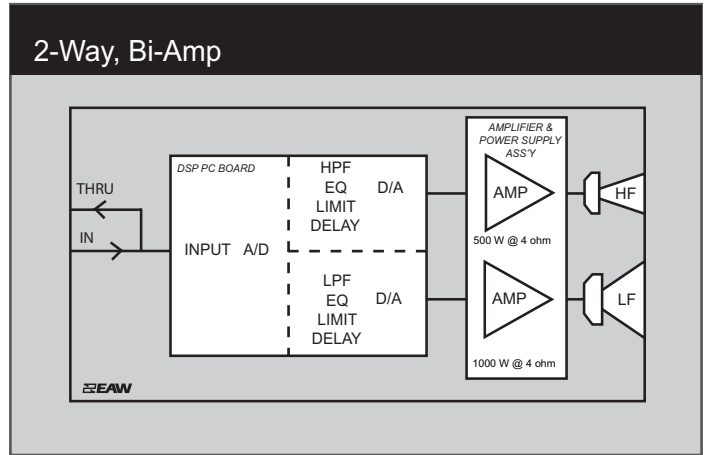 2-Way, Bi-Amp
AMPLIFIER &
POWER SUPPLY
ASS'Y
DSP PC BOARD
HPF
EQ D/A
LIMIT
DELAY
THRU
IN
INPUT A/D
AMP
HF
500 W @ 4 ohm
LPF
EQ D/A
LIMIT
DELAY
AMP
LF
1000 W @ 4 ohm
EAW